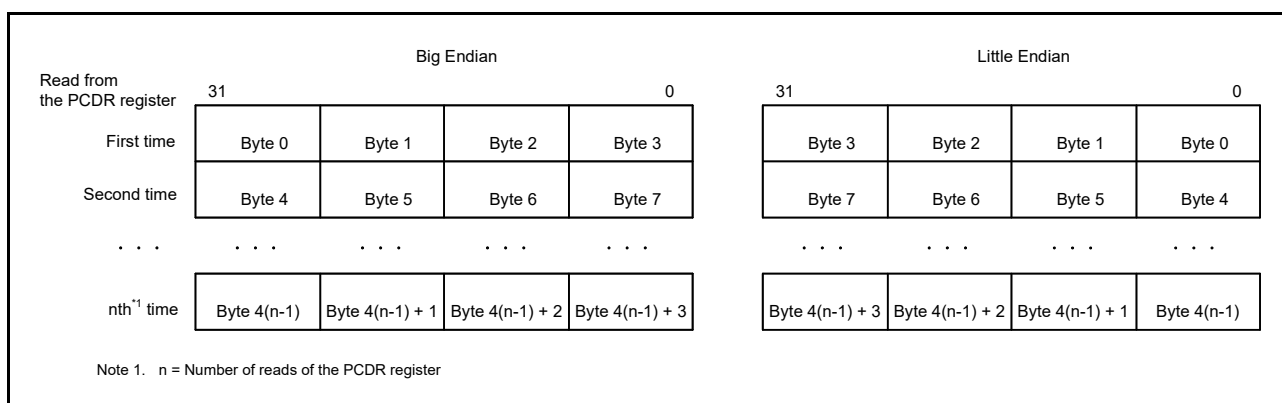 Big Endian Little Endian
Read from
the PCDR register
31 0 31 0
First time Byte 0 Byte 1 Byte 2 Byte 3 Byte 3 Byte 2 Byte 1 Byte 0
Second time Byte 4 Byte 5 Byte 6 Byte 7 Byte 7 Byte 6 Byte 5 Byte 4
. . . . . . . . . . . . . . . . . . . . . . . . . . .
nth*1 time Byte 4(n-1) Byte 4(n-1) + 1 Byte 4(n-1) + 2 Byte 4(n-1) + 3 Byte 4(n-1) + 3 Byte 4(n-1) + 2 Byte 4(n-1) + 1 Byte 4(n-1)
Note 1. n = Number of reads of the PCDR register